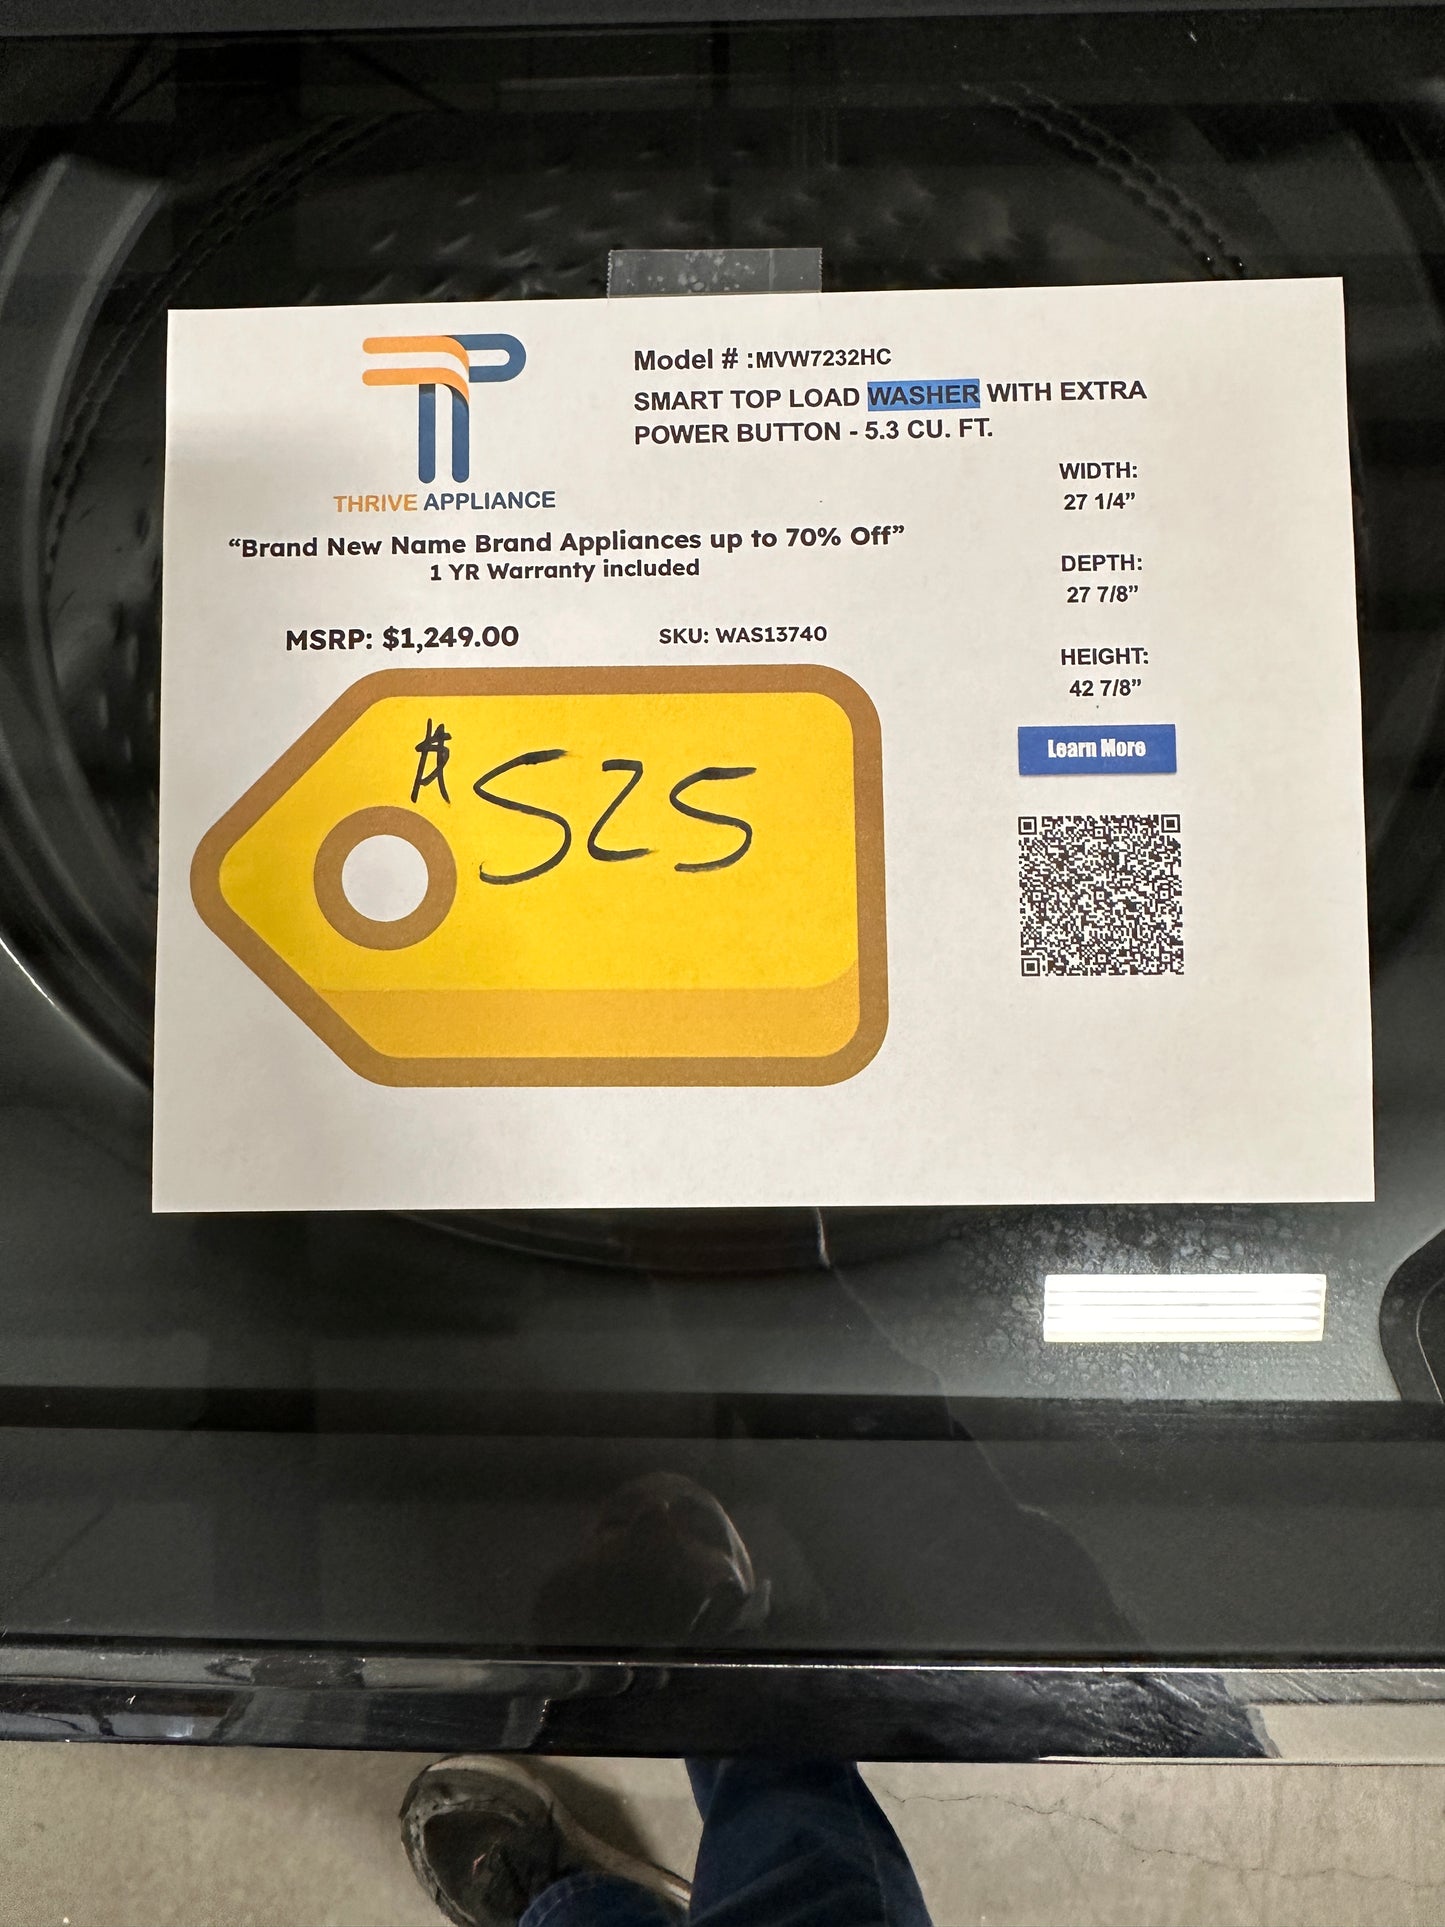 THRIVE APPLIANCE
"Brand New Name Brand Appliances up to 70% Off"
1 YR Warranty included
MSRP: $1,249.00
SKU: WAS13740
$525
Model # :MVW7232HC
SMART TOP LOAD WASHER WITH EXTRA
POWER BUTTON - 5.3 CU. FT.
WIDTH:
27 1/4”
DEPTH:
27 7/8”
HEIGHT:
42 7/8”
Learn More